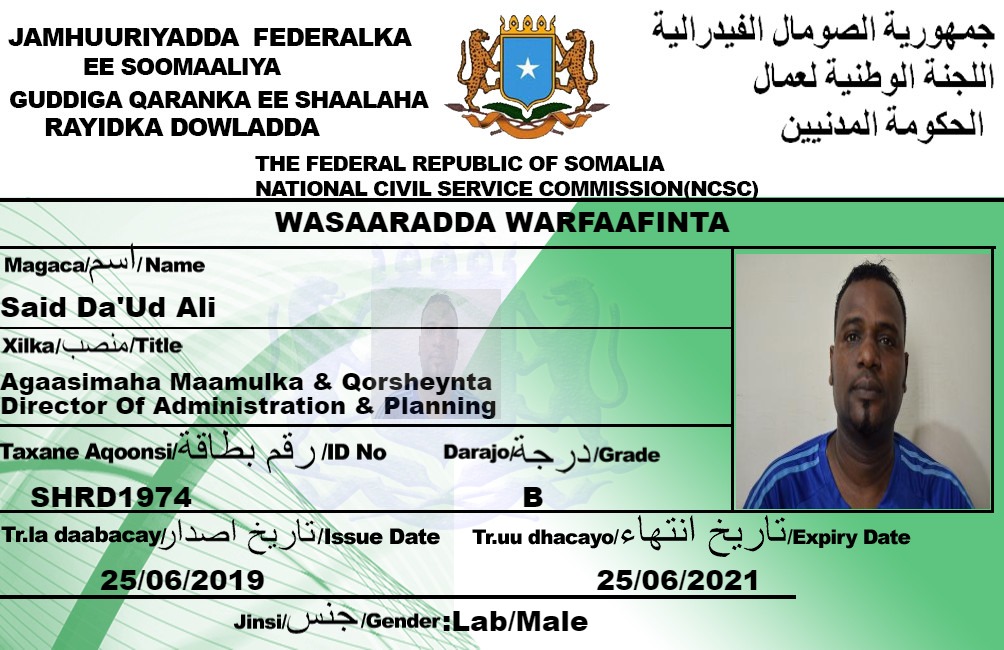 JAMHUURIYADDA FEDERALKA
EE SOOMAALIYA
GUDDIGA QARANKA EE SHAALAHA
RAYIDKA DOWLADDA
جمهورية الصومال الفيدرالية
اللجنة الوطنية لعمال
الحكومة المدنيين
THE FEDERAL REPUBLIC OF SOMALIA
NATIONAL CIVIL SERVICE COMMISSION(NCSC)
WASAARADDA WARFAAFINTA
Magaca/اسم/Name
Said Da'Ud Ali
Xilka/منصب/Title
Agaasimaha Maamulka & Qorsheynta
Director Of Administration & Planning
Taxane Aqoonsi/رقم بطاقة/ID No
SHRD1974
Darajo/درجة/Grade
B
Tr.la daabacay/تاريخ اصدار/Issue Date
25/06/2019
Tr.uu dhacayo/تاريخ انتهاء/Expiry Date
25/06/2021
Jinsi/جنس/Gender:Lab/Male